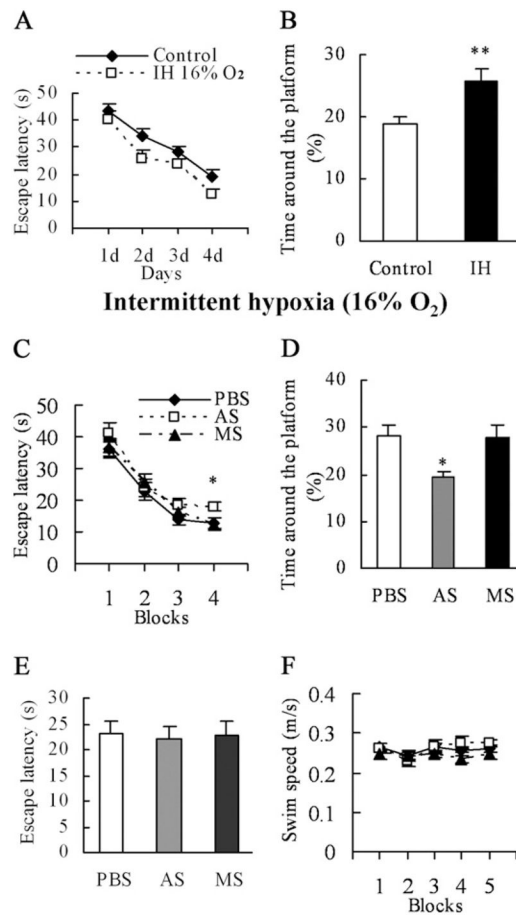 A
Control
IH 16% O2
Escape latency (s)
50
40
30
20
10
0
1d 2d 3d 4d
Days
B
Time around the platform
(%)
**
30
20
10
0
Control IH
Intermittent hypoxia (16% O2)
C
PBS
AS
MS
Escape latency (s)
50
40
30
20
10
0
*
1 2 3 4
Blocks
D
Time around the platform
(%)
40
30
20
10
0
*
PBS AS MS
E
Escape latency (s)
30
25
20
15
10
5
0
PBS AS MS
F
Swim speed (m/s)
0.4
0.3
0.2
0.1
0
1 2 3 4 5
Blocks